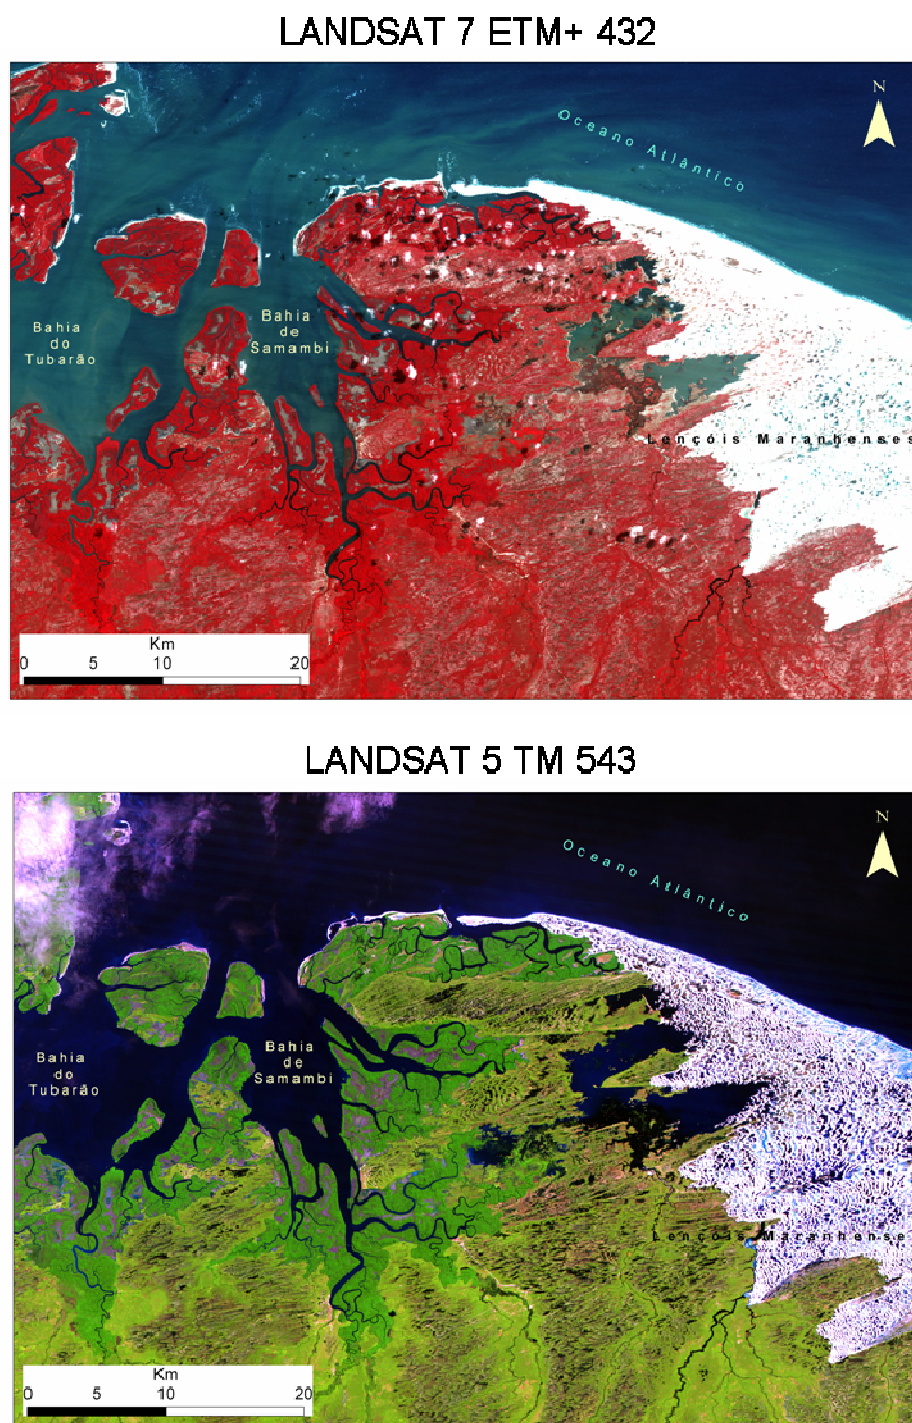 LANDSAT 7 ETM+ 432
N
Oceano Atlântico
Bahia
do
Tubarão
Bahia
de
Samambi
Lençóis Maranhenses
Km
0 5 10 20
LANDSAT 5 TM 543
N
Oceano Atlântico
Bahia
do
Tubarão
Bahia
de
Samambi
Lençóis Maranhense
Km
0 5 10 20